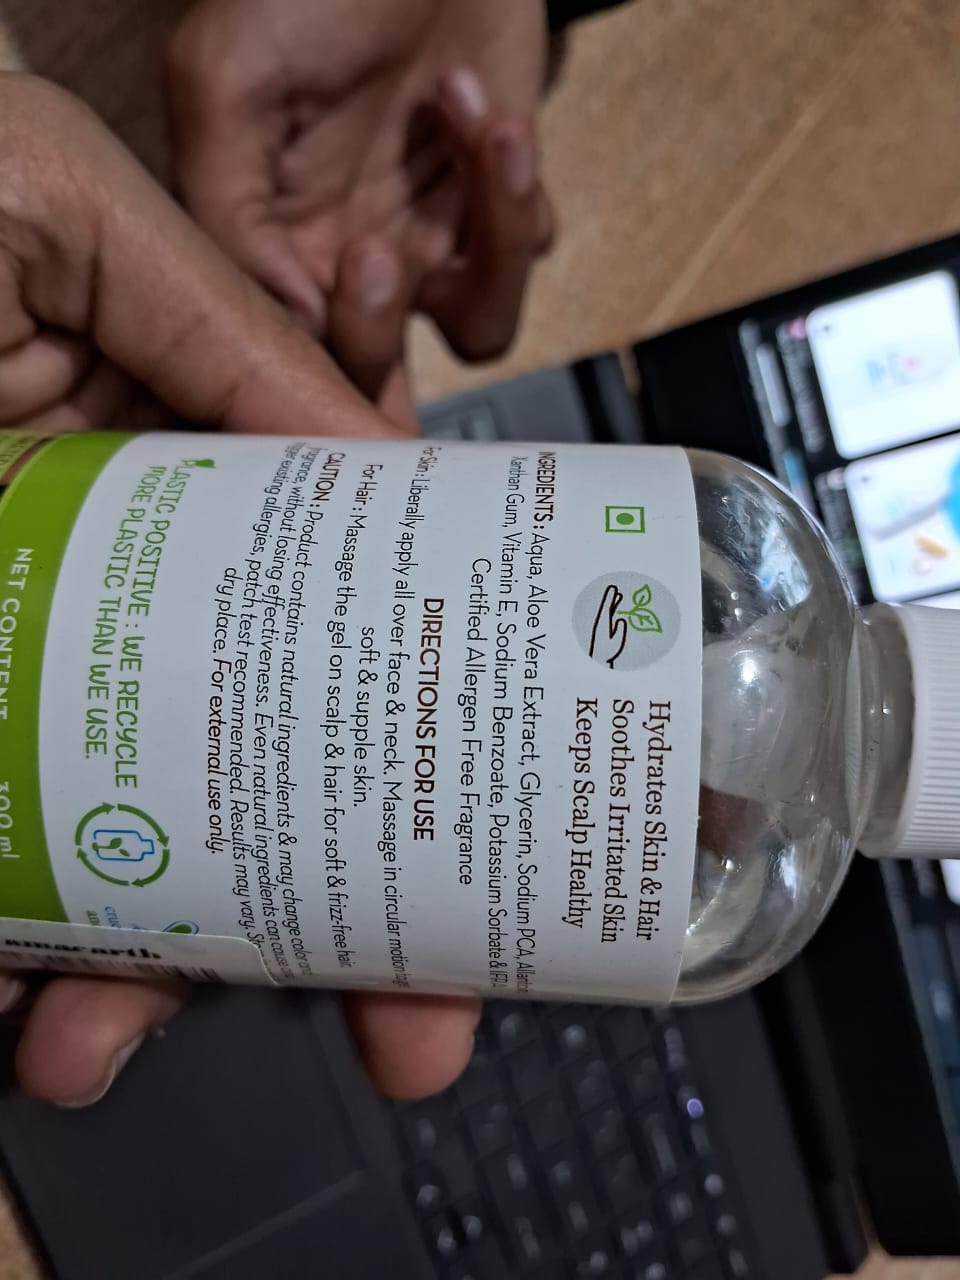 Hydrates Skin & Hair
Soothes Irritated Skin
Keeps Scalp Healthy
INGREDIENTS : Aqua, Aloe Vera Extract, Glycerin, Sodium PCA,
Xanthan Gum, Vitamin E, Sodium Benzoate, Potassium Sorbate &
Certified Allergen Free Fragrance
DIRECTIONS FOR USE
For Skin : Liberally apply all over face & neck. Massage in circular motion
soft & supple skin.
For Hair : Massage the gel on scalp & hair for soft & frizz-free hair.
CAUTION : Product contains natural ingredients & may change color
fragrance, without losing effectiveness. Even natural ingredients can cause
existing allergies, patch test recommended. Results may vary.
dry place. For external use only.
PLASTIC POSITIVE : WE RECYCLE
MORE PLASTIC THAN WE USE.
NET CONTENT 300 ml